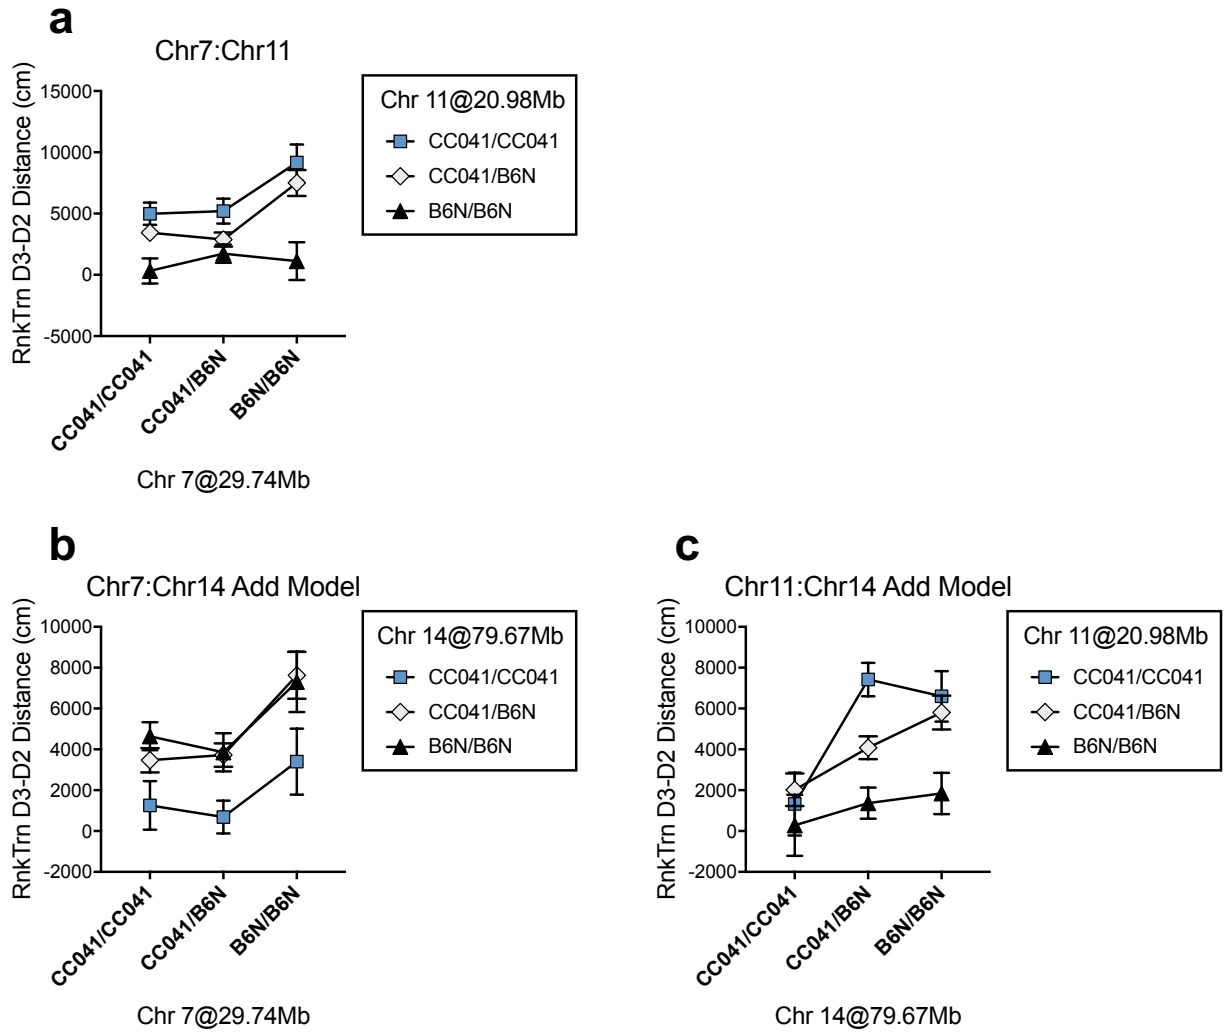 a
Chr7:Chr11
RnkTrn D3-D2 Distance (cm)
15000
10000
5000
0
-5000
CC041/CC041
CC041/B6N
B6N/B6N
Chr 7@29.74Mb
Chr 11@20.98Mb
CC041/CC041
CC041/B6N
B6N/B6N
b
Chr7:Chr14 Add Model
RnkTrn D3-D2 Distance (cm)
10000
8000
6000
4000
2000
0
-2000
CC041/CC041
CC041/B6N
B6N/B6N
Chr 7@29.74Mb
Chr 14@79.67Mb
CC041/CC041
CC041/B6N
B6N/B6N
c
Chr11:Chr14 Add Model
RnkTrn D3-D2 Distance (cm)
10000
8000
6000
4000
2000
0
-2000
CC041/CC041
CC041/B6N
B6N/B6N
Chr 14@79.67Mb
Chr 11@20.98Mb
CC041/CC041
CC041/B6N
B6N/B6N